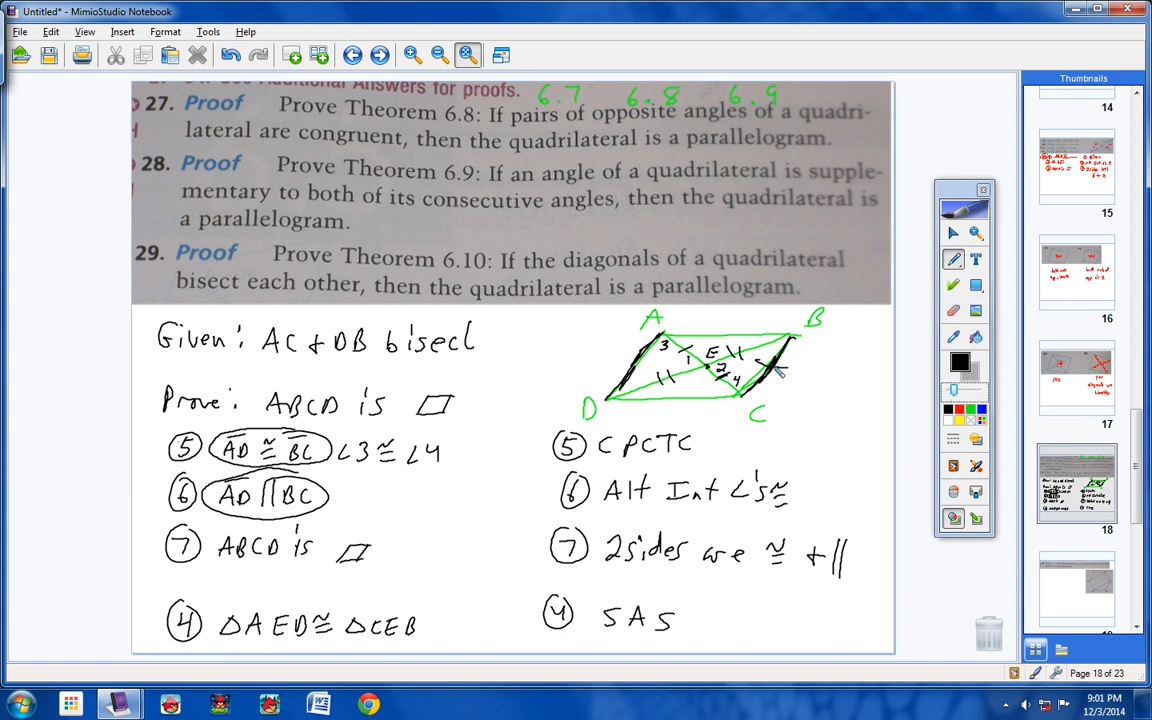 Untitled* - MimioStudio Notebook
File Edit View Insert Format Tools Help
Additional Answers for proofs.
6.7 6.8 6.9
27. Proof Prove Theorem 6.8: If pairs of opposite angles of a quadri-
lateral are congruent, then the quadrilateral is a parallelogram.
28. Proof Prove Theorem 6.9: If an angle of a quadrilateral is supple-
mentary to both of its consecutive angles, then the quadrilateral is
a parallelogram.
29. Proof Prove Theorem 6.10: If the diagonals of a quadrilateral
bisect each other, then the quadrilateral is a parallelogram.
Given: AC + DB bisect
A B
3 1 E 2 4
D C
Prove: ABCD is ▱
⑤ AD ≅ BC ∠3 ≅ ∠4 ⑤ CPCTC
⑥ AD || BC ⑥ Alt Int ∠'s ≅
⑦ ABCD is ▱ ⑦ 2 sides are ≅ + ||
④ △AED ≅ △CEB ④ SAS
Thumbnails
14
15
16
17
18
Page 18 of 23
9:01 PM
12/3/2014